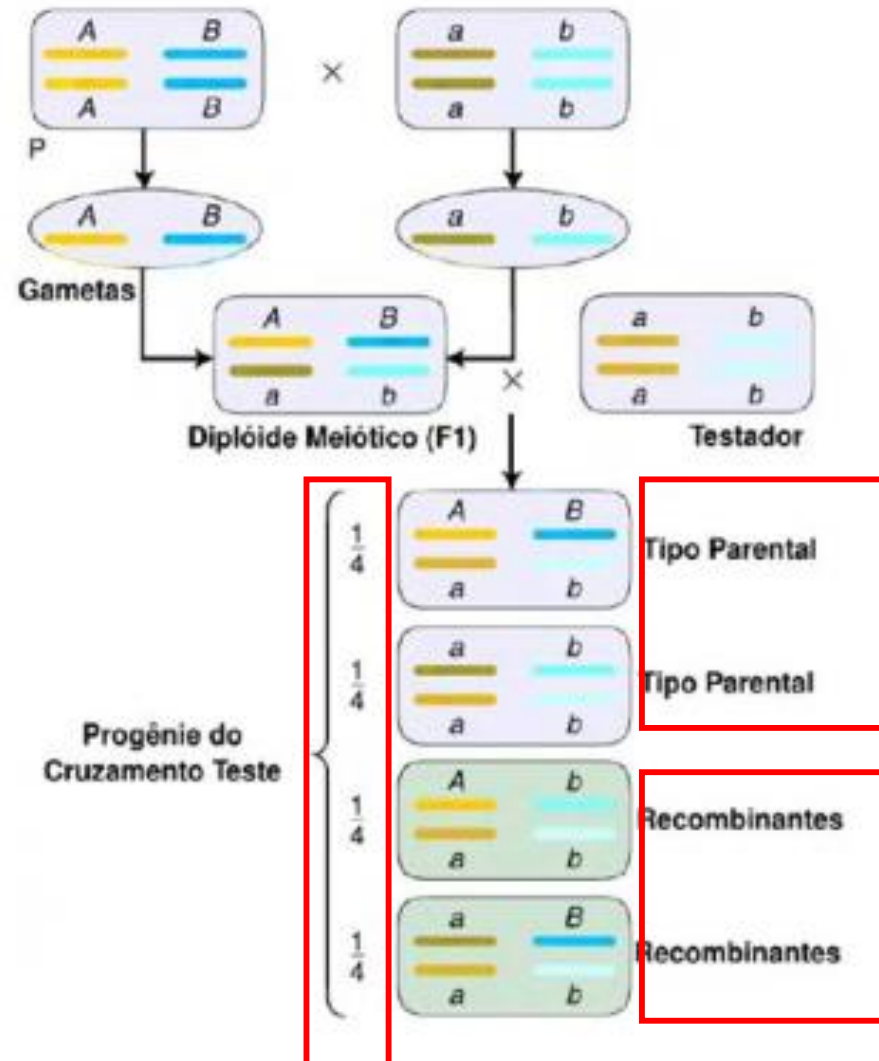 A B
A B
×
a b
a b
P
A B
a b
Gametas
A B
a b
×
a b
a b
Diplóide Meiótico (F1)
Testador
1/4
A B
a b
Tipo Parental
1/4
a b
a b
Tipo Parental
Progênie do
Cruzamento Teste
1/4
A b
a b
Recombinantes
1/4
a B
a b
Recombinantes